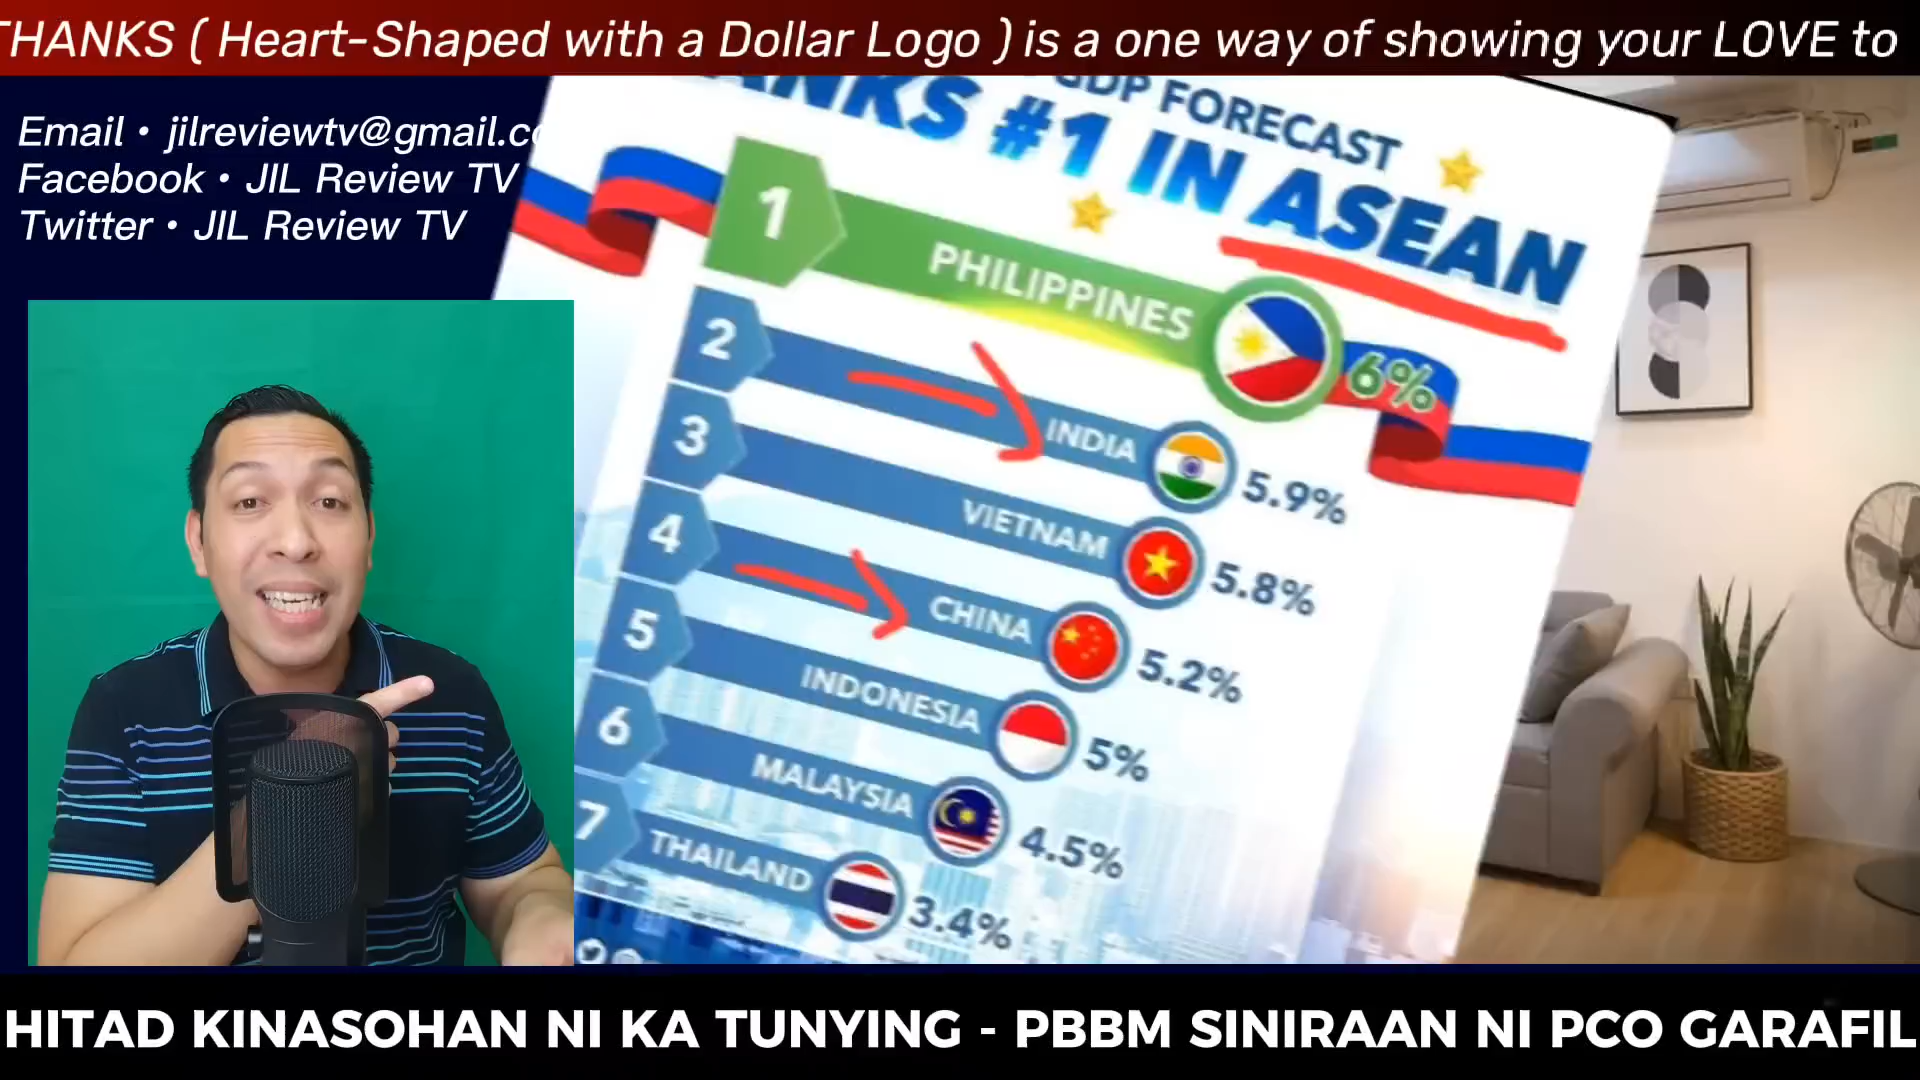 THANKS ( Heart-Shaped with a Dollar Logo ) is a one way of showing your LOVE to
Email • jilreviewtv@gmail.co
Facebook • JIL Review TV
Twitter • JIL Review TV
GDP FORECAST
ANKS #1 IN ASEAN
1 PHILIPPINES 6%
2 INDIA 5.9%
3 VIETNAM 5.8%
4 CHINA 5.2%
5 INDONESIA 5%
6 MALAYSIA 4.5%
7 THAILAND 3.4%
HITAD KINASOHAN NI KA TUNYING - PBBM SINIRAAN NI PCO GARAFIL